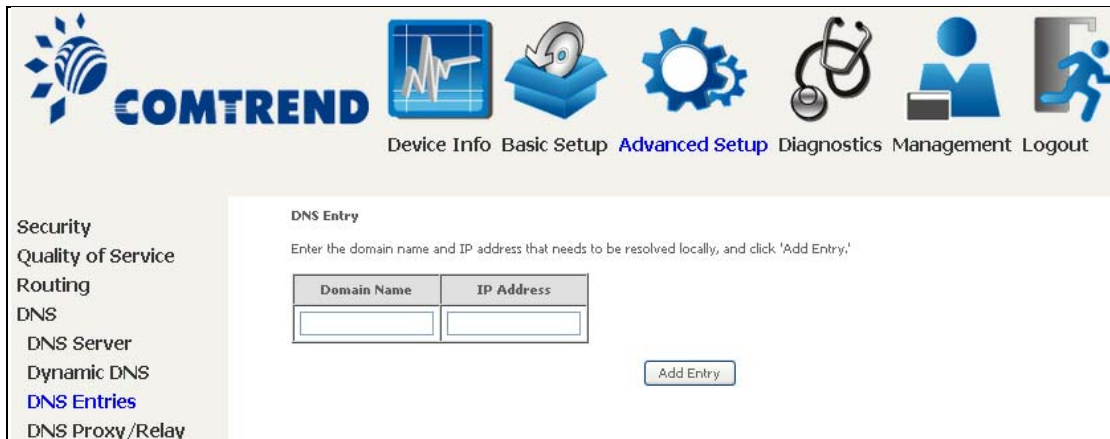 COMTREND
Device Info Basic Setup Advanced Setup Diagnostics Management Logout
Security
Quality of Service
Routing
DNS
DNS Server
Dynamic DNS
DNS Entries
DNS Proxy/Relay
DNS Entry
Enter the domain name and IP address that needs to be resolved locally, and click 'Add Entry.'
Domain Name IP Address
Add Entry